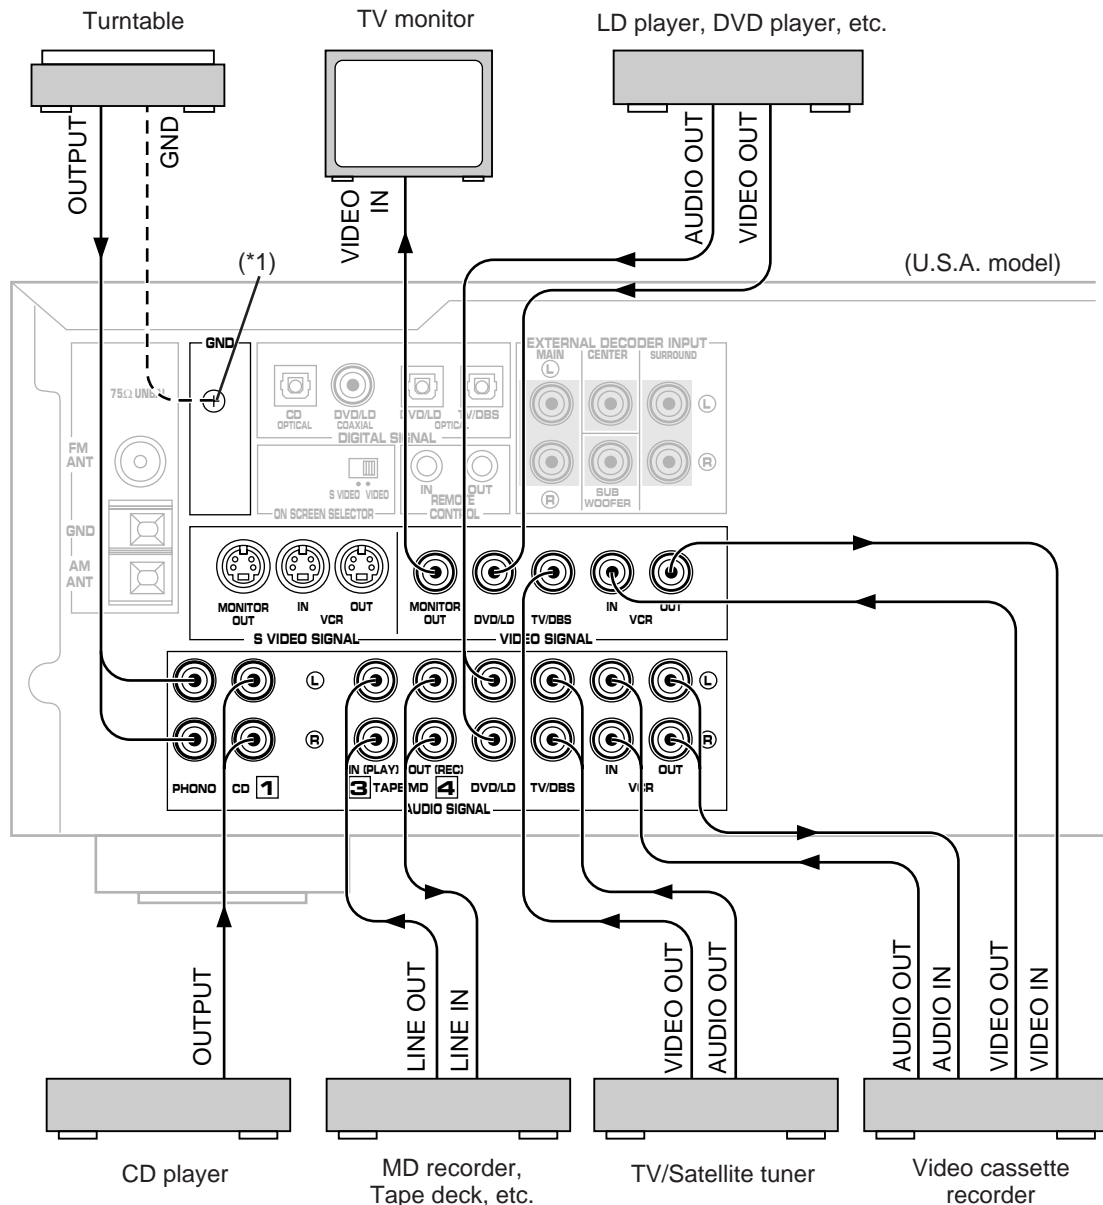 Turntable
TV monitor
LD player, DVD player, etc.
OUTPUT
GND
VIDEO
IN
AUDIO OUT
VIDEO OUT
(*1)
(U.S.A. model)
GND
EXTERNAL DECODER INPUT
MAIN
CENTER
SURROUND
L
75Ω UNBAL.
CD
OPTICAL
DVD/LD
COAXIAL
DVD/LD
TV/DBS
OPTICAL
DIGITAL SIGNAL
L
FM
ANT
R
R
SUB
WOOFER
S VIDEO VIDEO
ON SCREEN SELECTOR
IN
OUT
REMOTE
CONTROL
GND
AM
ANT
MONITOR
OUT
IN
OUT
VCR
S VIDEO SIGNAL
MONITOR
OUT
DVD/LD
TV/DBS
IN
OUT
VCR
VIDEO SIGNAL
L
L
R
R
PHONO
CD 1
IN (PLAY)
OUT (REC)
3 TAPE/MD 4
DVD/LD
TV/DBS
IN
OUT
VCR
AUDIO SIGNAL
OUTPUT
LINE OUT
LINE IN
VIDEO OUT
AUDIO OUT
AUDIO OUT
AUDIO IN
VIDEO OUT
VIDEO IN
CD player
MD recorder,
Tape deck, etc.
TV/Satellite tuner
Video cassette
recorder